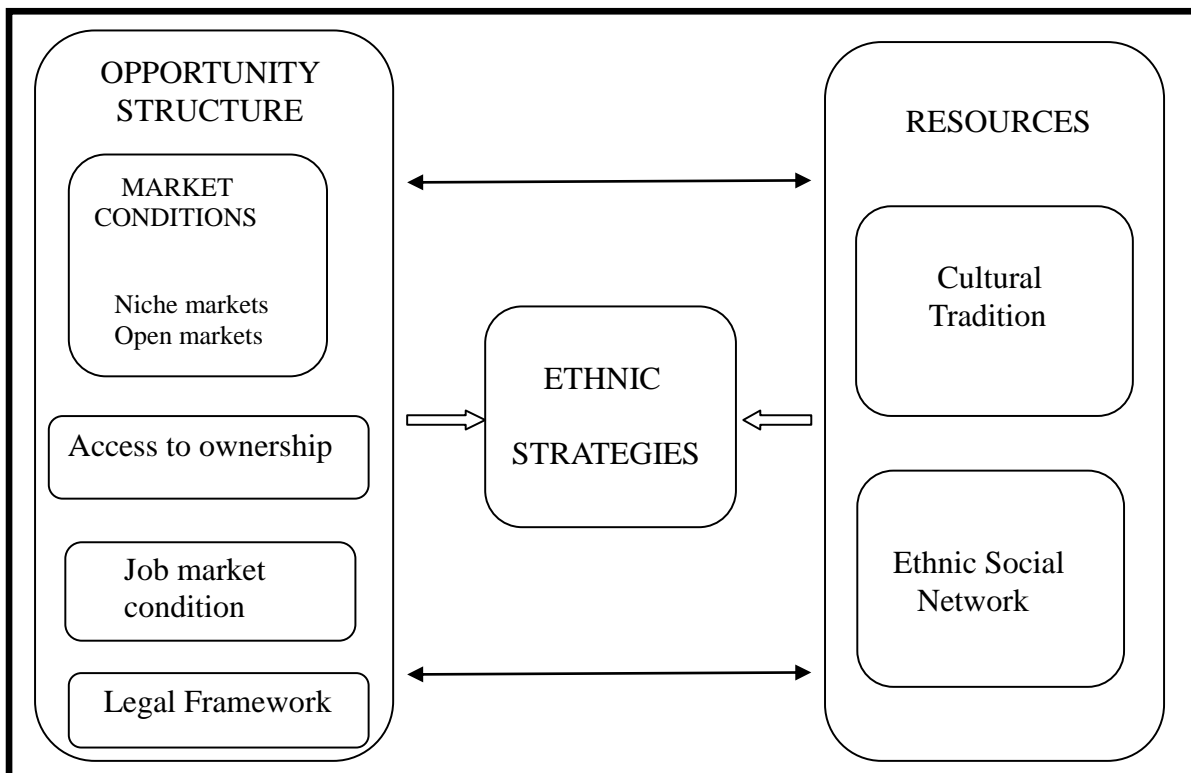 OPPORTUNITY
STRUCTURE
MARKET
CONDITIONS
Niche markets
Open markets
Access to ownership
Job market
condition
Legal Framework
ETHNIC
STRATEGIES
RESOURCES
Cultural
Tradition
Ethnic Social
Network